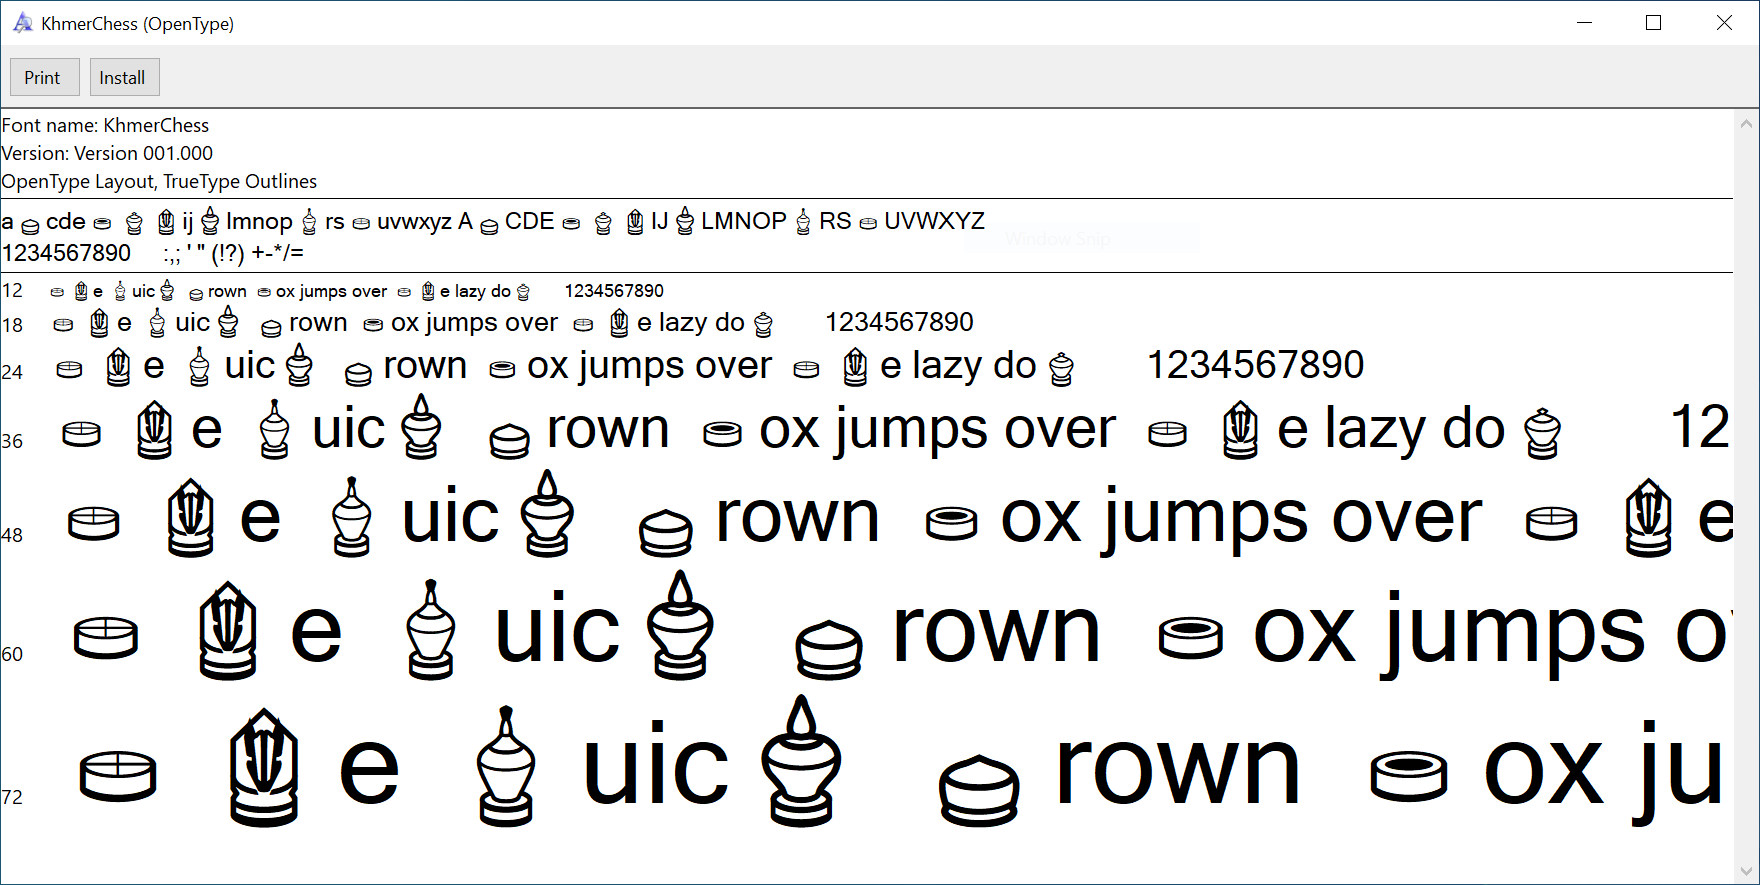 KhmerChess (OpenType)
Print Install
Font name: KhmerChess
Version: Version 001.000
OpenType Layout, TrueType Outlines
a cde ij lmnop rs uvwxyz A CDE IJ LMNOP RS UVWXYZ
1234567890 :,; ' " (!?) +-*/=
Window Snip
12 e uic rown ox jumps over e lazy do 1234567890
18 e uic rown ox jumps over e lazy do 1234567890
24 e uic rown ox jumps over e lazy do 1234567890
36 e uic rown ox jumps over e lazy do 12
48 e uic rown ox jumps over e
60 e uic rown ox jumps o
72 e uic rown ox ju